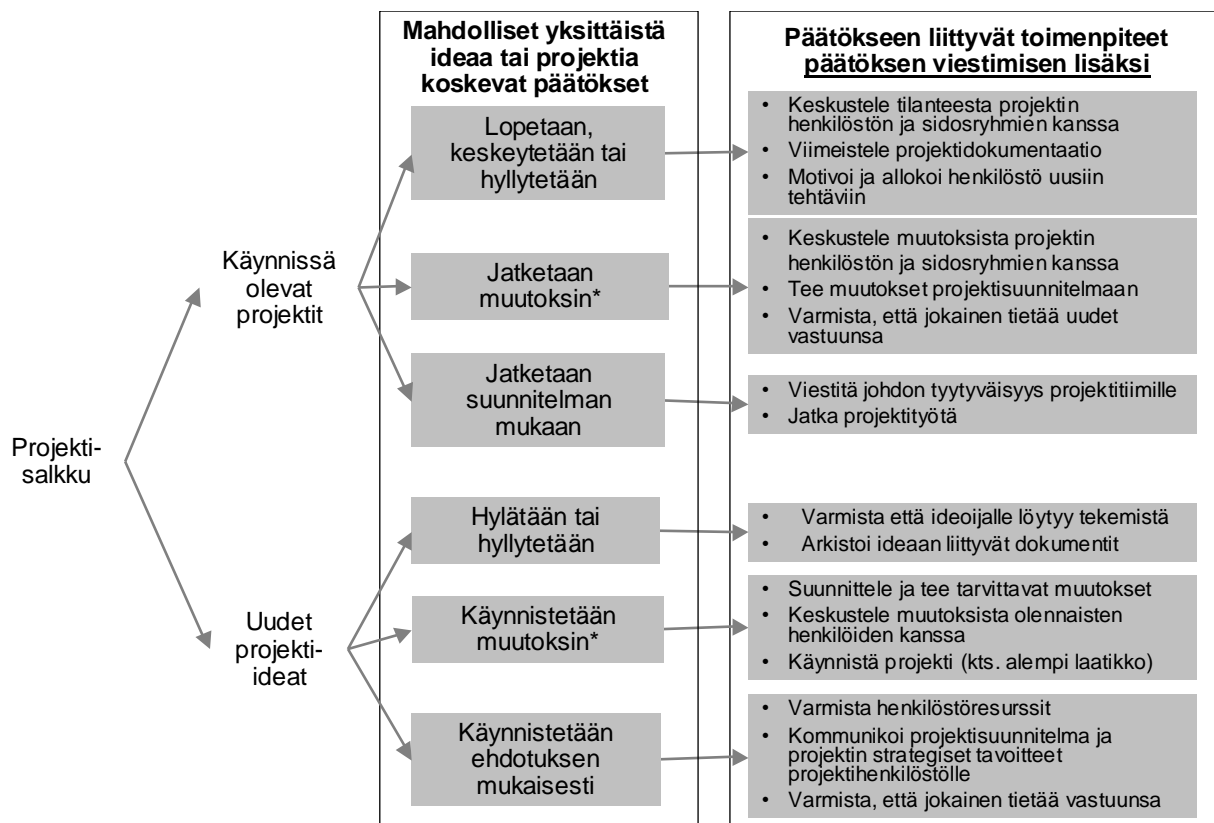 Mahdolliset yksittäistä
ideaa tai projektia
koskevat päätökset
Päätökseen liittyvät toimenpiteet
päätöksen viestimisen lisäksi
Projekti-
salkku
Käynnissä
olevat
projektit
Lopetaan,
keskeytetään tai
hyllytetään
• Keskustele tilanteesta projektin
henkilöstön ja sidosryhmien kanssa
• Viimeistele projektidokumentaatio
• Motivoi ja allokoi henkilöstö uusiin
tehtäviin
Jatketaan
muutoksin*
• Keskustele muutoksista projektin
henkilöstön ja sidosryhmien kanssa
• Tee muutokset projektisuunnitelmaan
• Varmista, että jokainen tietää uudet
vastuunsa
Jatketaan
suunnitelman
mukaan
• Viestitä johdon tyytyväisyys projektitiimille
• Jatka projektityötä
Uudet
projekti-
ideat
Hylätään tai
hyllytetään
• Varmista että ideoijalle löytyy tekemistä
• Arkistoi ideaan liittyvät dokumentit
Käynnistetään
muutoksin*
• Suunnittele ja tee tarvittavat muutokset
• Keskustele muutoksista olennaisten
henkilöiden kanssa
• Käynnistä projekti (kts. alempi laatikko)
Käynnistetään
ehdotuksen
mukaisesti
• Varmista henkilöstöresurssit
• Kommunikoi projektisuunnitelma ja
projektin strategiset tavoitteet
projektihenkilöstölle
• Varmista, että jokainen tietää vastuunsa